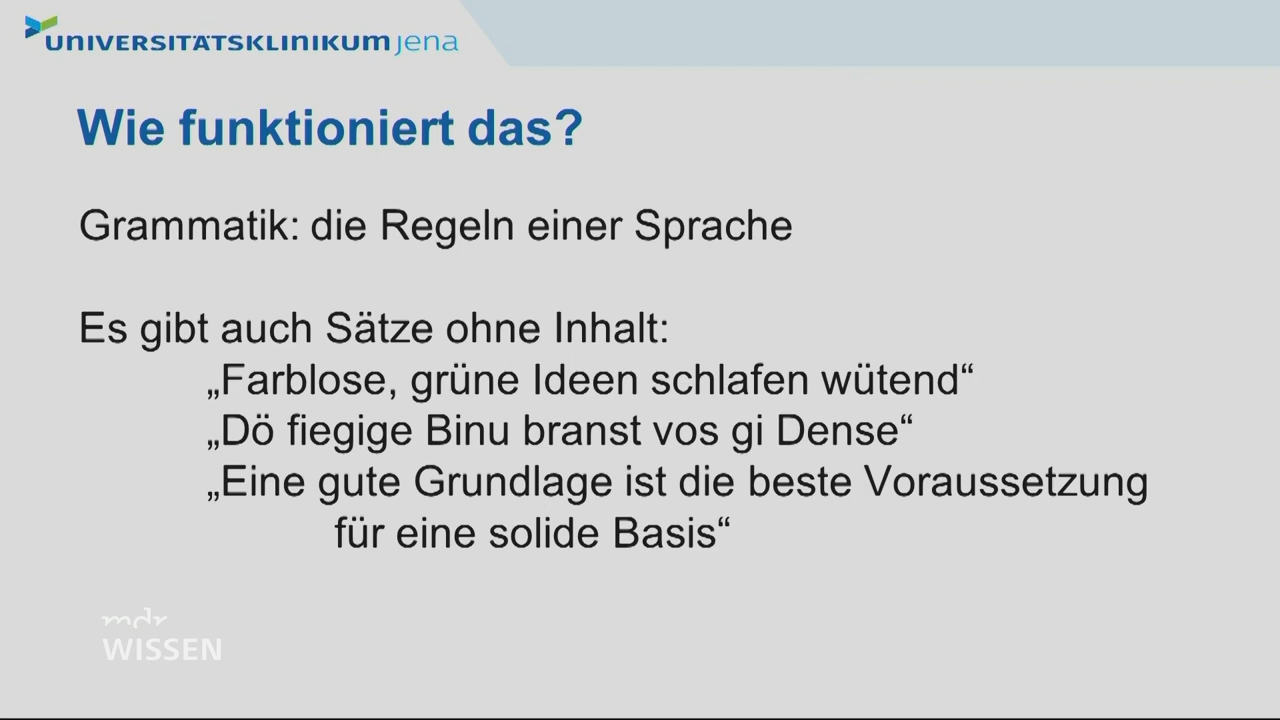 UNIVERSITÄTSKLINIKUM jena
Wie funktioniert das?
Grammatik: die Regeln einer Sprache
Es gibt auch Sätze ohne Inhalt:
„Farblose, grüne Ideen schlafen wütend“
„Dö fiegige Binu branst vos gi Dense“
„Eine gute Grundlage ist die beste Voraussetzung
für eine solide Basis“
mdr
WISSEN